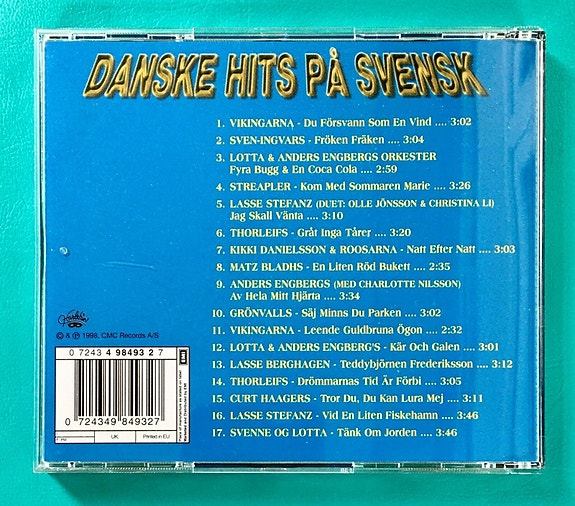 DANSKE HITS PÅ SVENSK
1. VIKINGARNA - Du Försvann Som En Vind .... 3:02
2. SVEN-INGVARS - Fröken Fräken .... 3:04
3. LOTTA & ANDERS ENGBERGS ORKESTER
Fyra Bugg & En Coca Cola .... 2:59
4. STREAPLER - Kom Med Sommaren Marie .... 3:26
5. LASSE STEFANZ (DUET: OLLE JÖNSSON & CHRISTINA LI)
Jag Skall Vänta .... 3:10
6. THORLEIFS - Gråt Inga Tårer .... 3:20
7. KIKKI DANIELSSON & ROOSARNA - Natt Efter Natt .... 3:03
8. MATZ BLADHS - En Liten Röd Bukett .... 2:35
9. ANDERS ENGBERGS (MED CHARLOTTE NILSSON)
Av Hela Mitt Hjärta .... 3:34
10. GRÖNVALLS - Säj Minns Du Parken .... 3:02
11. VIKINGARNA - Leende Guldbruna Ögon .... 2:32
12. LOTTA & ANDERS ENGBERG'S - Kär Och Galen .... 3:01
13. LASSE BERGHAGEN - Teddybjörnen Frederiksson .... 3:12
14. THORLEIFS - Drömmarnas Tid Är Förbi .... 3:05
15. CURT HAAGERS - Tror Du, Du Kan Lura Mej .... 3:11
16. LASSE STEFANZ - Vid En Liten Fiskehamn .... 3:46
17. SVENNE OG LOTTA - Tänk Om Jorden .... 3:46
© & ℗ 1998, CMC Records A/S
0 7243 4 98493 2 7
EMI
0 724349 849327
UK
Printed in EU